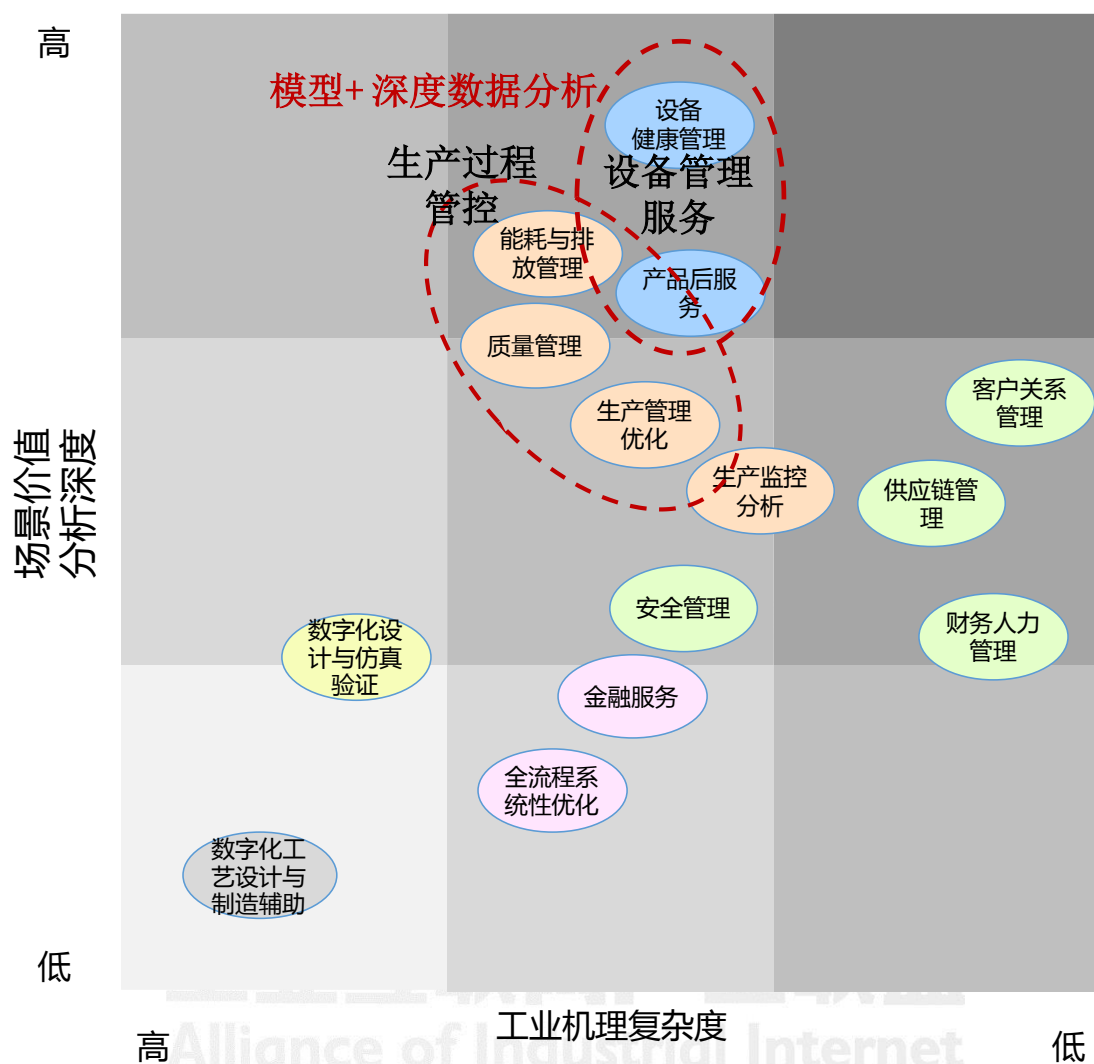 高
模型+ 深度数据分析
设备
健康管理
生产过程
管控
设备管理
服务
能耗与排
放管理
产品后服
务
质量管理
客户关系
管理
生产管理
优化
场景价值
分析深度
生产监控
分析
供应链管
理
安全管理
财务人力
管理
数字化设
计与仿真
验证
金融服务
全流程系
统性优化
数字化工
艺设计与
制造辅助
低
工业机理复杂度
高
低
Alliance of Industrial Internet